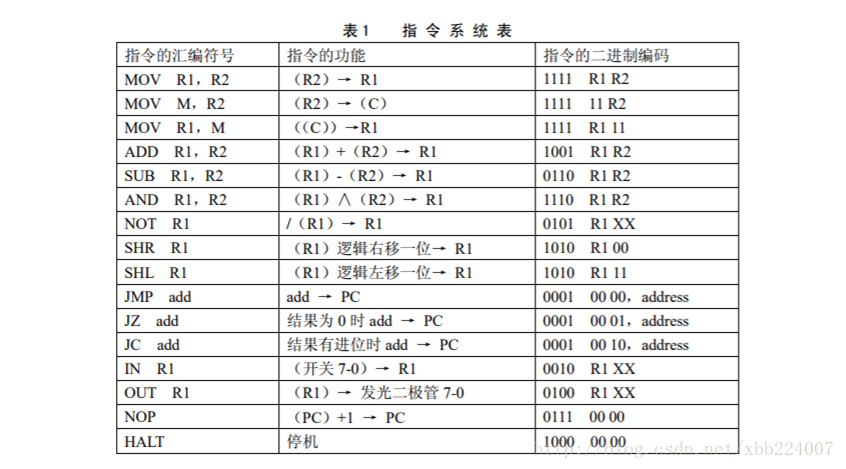 表1 指 令 系 统 表
指令的汇编符号 指令的功能 指令的二进制编码
MOV R1，R2 （R2）→ R1 1111 R1 R2
MOV M，R2 （R2）→（C） 1111 11 R2
MOV R1，M （（C））→R1 1111 R1 11
ADD R1，R2 （R1）+（R2）→ R1 1001 R1 R2
SUB R1，R2 （R1）-（R2）→ R1 0110 R1 R2
AND R1，R2 （R1）∧（R2）→ R1 1110 R1 R2
NOT R1 /（R1）→ R1 0101 R1 XX
SHR R1 （R1）逻辑右移一位→ R1 1010 R1 00
SHL R1 （R1）逻辑左移一位→ R1 1010 R1 11
JMP add add → PC 0001 00 00，address
JZ add 结果为 0 时 add → PC 0001 00 01，address
JC add 结果有进位时 add → PC 0001 00 10，address
IN R1 （开关 7-0）→ R1 0010 R1 XX
OUT R1 （R1）→ 发光二极管 7-0 0100 R1 XX
NOP （PC）+1 → PC 0111 00 00
HALT 停机 1000 00 00
http://blog.csdn.net/xbb224007